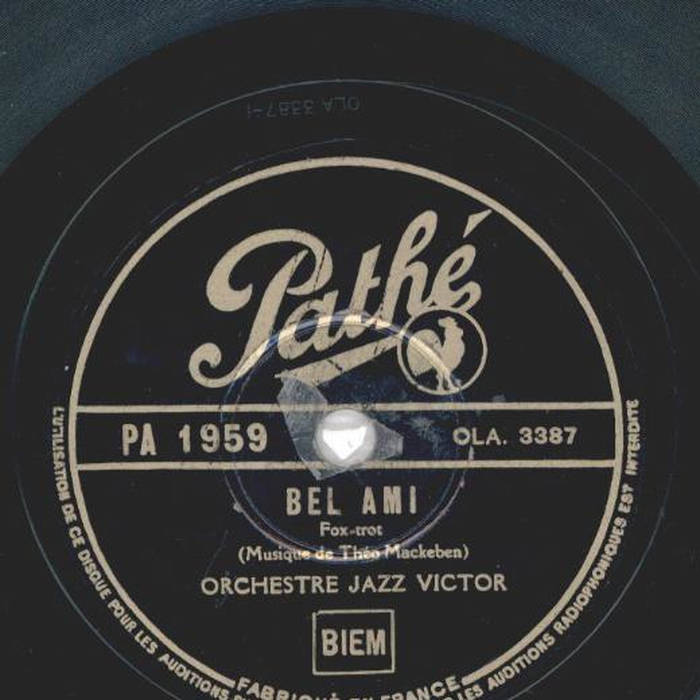 OLA 3387-1
Pathé
PA 1959
OLA. 3387
BEL AMI
Fox-trot
(Musique de Théo Mackeben)
ORCHESTRE JAZZ VICTOR
BIEM
FABRIQUÉ EN FRANCE
L'UTILISATION DE CE DISQUE POUR LES AUDITIONS
LES AUDITIONS RADIOPHONIQUES EST INTERDITE